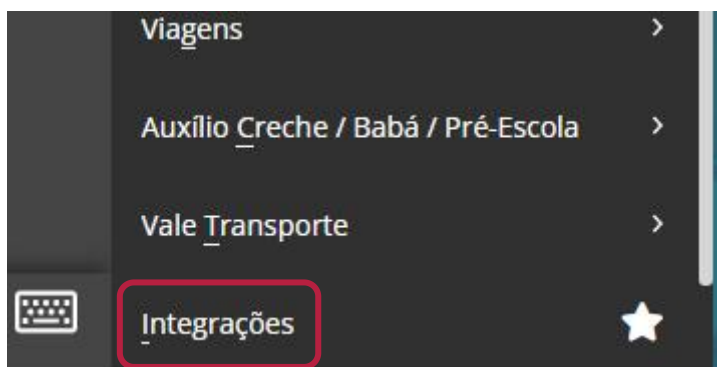 Viagens
Auxílio Creche / Babá / Pré-Escola
Vale Transporte
Integrações